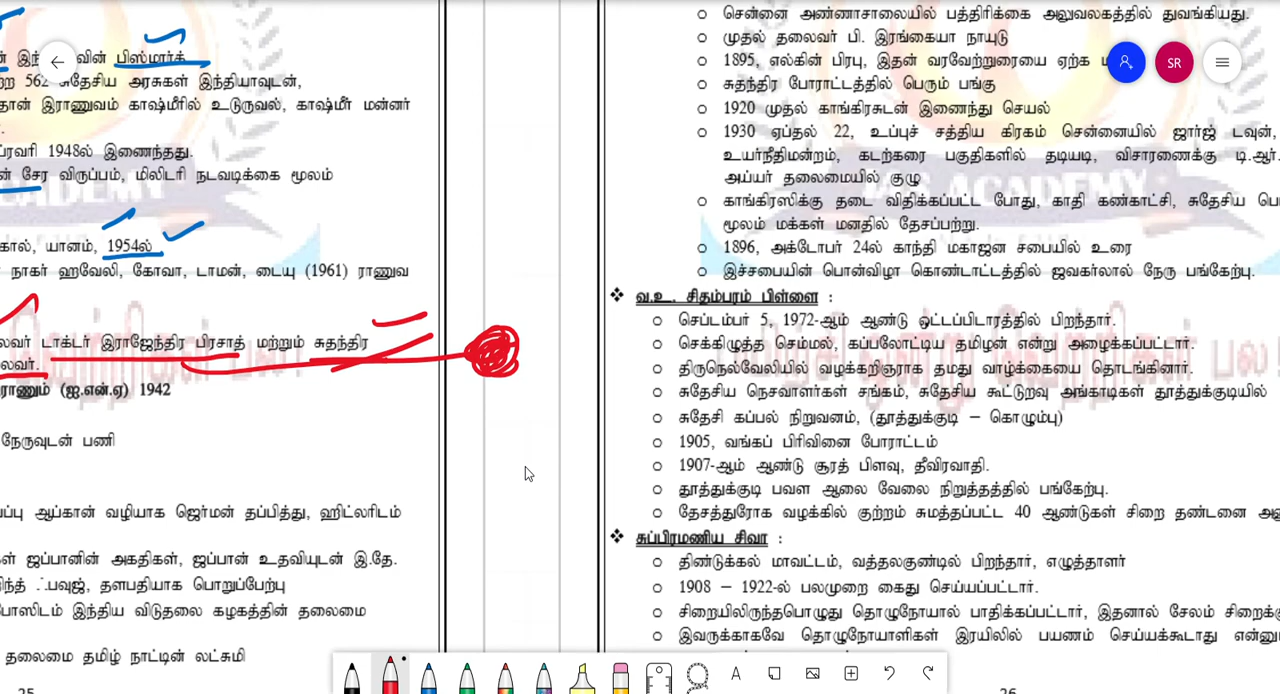 இந் வின் பிஸ்மார்க்
ற்ற 562 சுதேசிய அரசுகள் இந்தியாவுடன்,
தான் இராணுவம் காஷ்மீரில் உடுருவல், காஷ்மீர் மன்னர்
ப்ரவரி 1948ல் இணைந்தது.
ன் சேர விருப்பம், மிலிடரி நடவடிக்கை மூலம்
கால், யானம், 1954ல்
நாகர் ஹவேலி, கோவா, டாமன், டையு (1961) ராணுவ
லவர் டாக்டர் இராஜேந்திர பிரசாத் மற்றும் சுதந்திர
லவர்.
ராணும் (ஐ.என்.ஏ) 1942
நேருவுடன் பணி
ப்பு ஆப்கான் வழியாக ஜெர்மன் தப்பித்து, ஹிட்லரிடம்
கள் ஜப்பானின் அகதிகள், ஜப்பான் உதவியுடன் இ.தே.
ிந்த் ஃபவுஜ், தளபதியாக பொறுப்பேற்பு
போஸிடம் இந்திய விடுதலை கழகத்தின் தலைமை
தலைமை தமிழ் நாட்டின் லட்சுமி
25
o சென்னை அண்ணாசாலையில் பத்திரிக்கை அலுவலகத்தில் துவங்கியது.
o முதல் தலைவர் பி. இரங்கையா நாயுடு
o 1895, எல்கின் பிரபு, இதன் வரவேற்றுரையை ஏற்க
o சுதந்திர போராட்டத்தில் பெரும் பங்கு
o 1920 முதல் காங்கிரசுடன் இணைந்து செயல்
o 1930 ஏப்தல் 22, உப்புச் சத்திய கிரகம் சென்னையில் ஜார்ஜ் டவுன்,
உயர்நீதிமன்றம், கடற்கரை பகுதிகளில் தடியடி, விசாரணைக்கு டி.ஆர்.
அய்யர் தலைமையில் குழு
o காங்கிரஸிக்கு தடை விதிக்கப்பட்ட போது, காதி கண்காட்சி, சுதேசிய பொ
மூலம் மக்கள் மனதில் தேசப்பற்று.
o 1896, அக்டோபர் 24ல் காந்தி மகாஜன சபையில் உரை
o இச்சபையின் பொன்விழா கொண்டாட்டத்தில் ஜவகர்லால் நேரு பங்கேற்பு.
❖ வ.உ. சிதம்பரம் பிள்ளை :
o செப்டம்பர் 5, 1972-ஆம் ஆண்டு ஓட்டப்பிடாரத்தில் பிறந்தார்.
o செக்கிழுத்த செம்மல், கப்பலோட்டிய தமிழன் என்று அழைக்கப்பட்டார்.
o திருநெல்வேலியில் வழக்கறிஞராக தமது வாழ்க்கையை தொடங்கினார்.
o சுதேசிய நெசவாளர்கள் சங்கம், சுதேசிய கூட்டுறவு அங்காடிகள் தூத்துக்குடியில்
o சுதேசி கப்பல் நிறுவனம், (தூத்துக்குடி – கொழும்பு)
o 1905, வங்கப் பிரிவினை போராட்டம்
o 1907-ஆம் ஆண்டு சூரத் பிளவு, தீவிரவாதி.
o தூத்துக்குடி பவள ஆலை வேலை நிறுத்தத்தில் பங்கேற்பு.
o தேசத்துரோக வழக்கில் குற்றம் சுமத்தப்பட்ட 40 ஆண்டுகள் சிறை தண்டனை
❖ சுப்பிரமணிய சிவா :
o திண்டுக்கல் மாவட்டம், வத்தலகுண்டில் பிறந்தார், எழுத்தாளர்
o 1908 – 1922-ல் பலமுறை கைது செய்யப்பட்டார்.
o சிறையிலிருந்தபொழுது தொழுநோயால் பாதிக்கப்பட்டார், இதனால் சேலம் சிறைக்கு
o இவருக்காகவே தொழுநோயாளிகள் இரயிலில் பயணம் செய்யக்கூடாது
26
SR
A